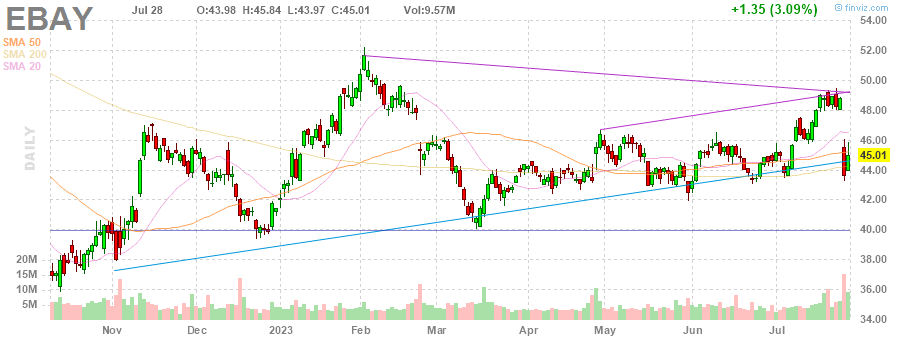 EBAY Jul 28 O:43.98 H:45.84 L:43.97 C:45.01 Vol:9.57M +1.35 (3.09%) © finviz.com
SMA 50
SMA 200
SMA 20
DAILY
54.00
52.00
50.00
48.00
46.00
45.01
44.00
42.00
40.00
38.00
36.00
34.00
20M
15M
10M
5M
Nov Dec 2023 Feb Mar Apr May Jun Jul